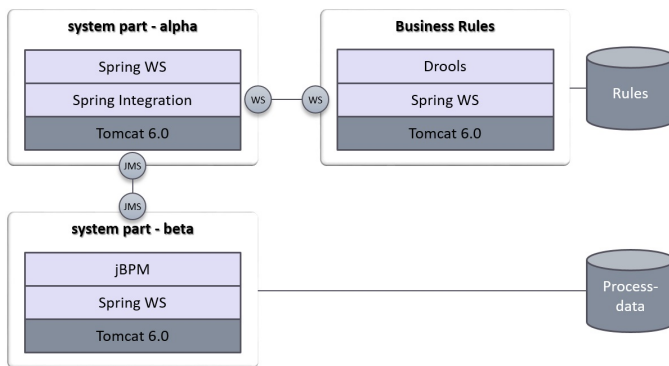 system part - alpha
Spring WS
Spring Integration
Tomcat 6.0
WS
WS
Business Rules
Drools
Spring WS
Tomcat 6.0
Rules
JMS
JMS
system part - beta
jBPM
Spring WS
Tomcat 6.0
Process-
data